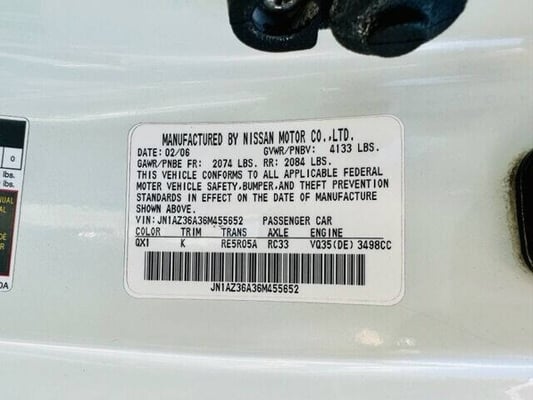 MANUFACTURED BY NISSAN MOTOR CO.,LTD.
DATE: 02/06 GVWR/PNBV: 4133 LBS.
GAWR/PNBE FR: 2074 LBS. RR: 2084 LBS.
THIS VEHICLE CONFORMS TO ALL APPLICABLE FEDERAL
MOTOR VEHICLE SAFETY,BUMPER,AND THEFT PREVENTION
STANDARDS IN EFFECT ON THE DATE OF MANUFACTURE
SHOWN ABOVE.
VIN: JN1AZ36A36M455652 PASSENGER CAR
COLOR TRIM TRANS AXLE ENGINE
QX1 K RE5R05A RC33 VQ35(DE) 3498CC
JN1AZ36A36M455652
0
lbs.
lbs.